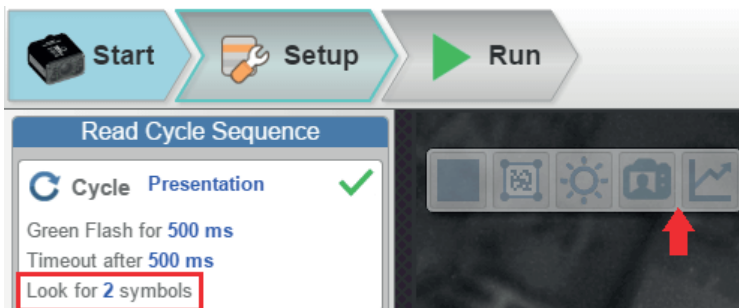 Start Setup Run
Read Cycle Sequence
Cycle Presentation
Green Flash for 500 ms
Timeout after 500 ms
Look for 2 symbols